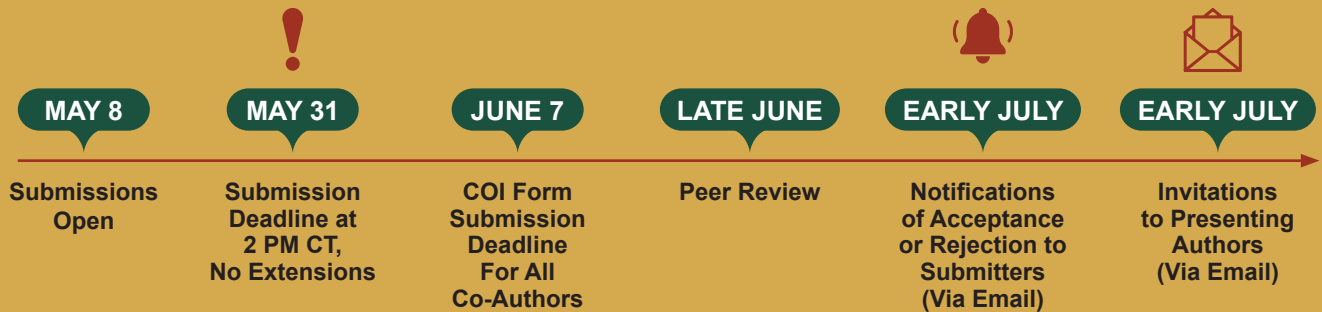 MAY 8
Submissions
Open
MAY 31
Submission
Deadline at
2 PM CT,
No Extensions
JUNE 7
COI Form
Submission
Deadline
For All
Co-Authors
LATE JUNE
Peer Review
EARLY JULY
Notifications
of Acceptance
or Rejection to
Submitters
(Via Email)
EARLY JULY
Invitations
to Presenting
Authors
(Via Email)